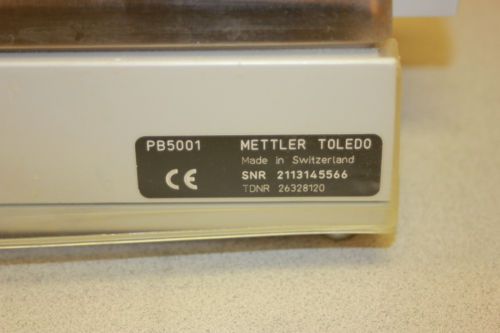 PB5001 METTLER TOLEDO
Made in Switzerland
CE SNR 2113145566
TDNR 26328120